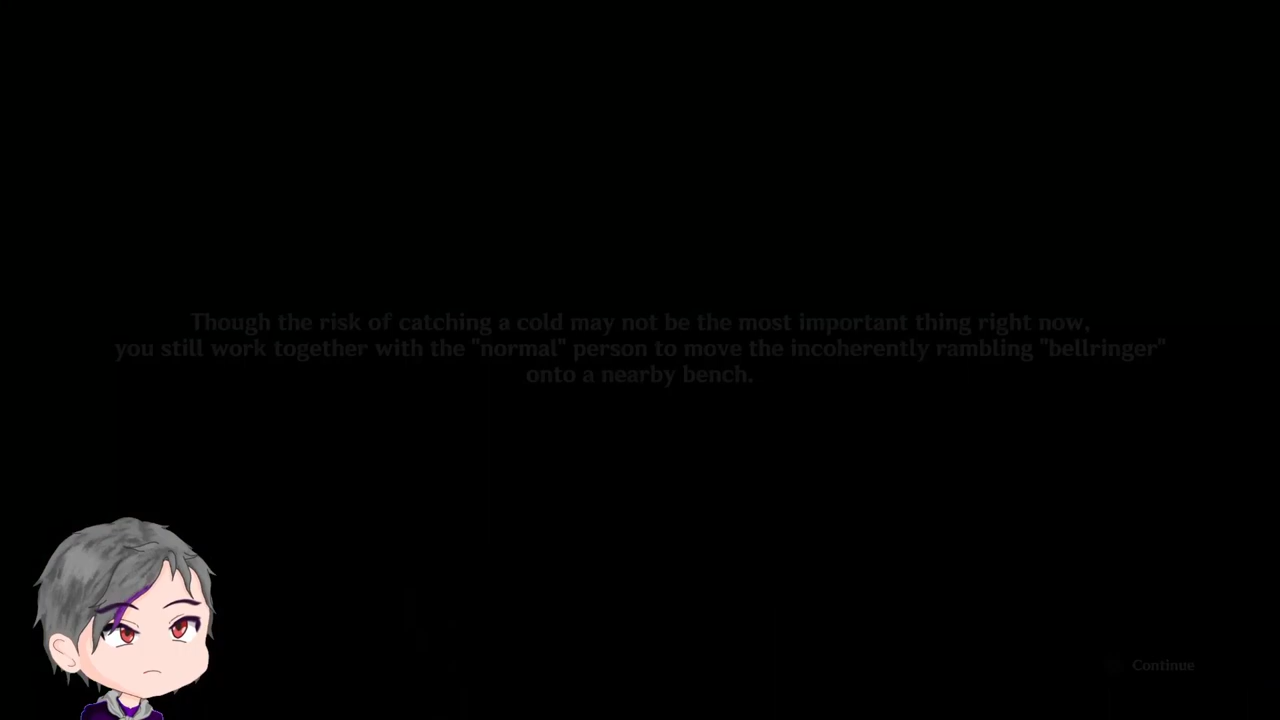 Though the risk of catching a cold may not be the most important thing right now,
you still work together with the "normal" person to move the incoherently rambling "bellringer"
onto a nearby bench.
Continue